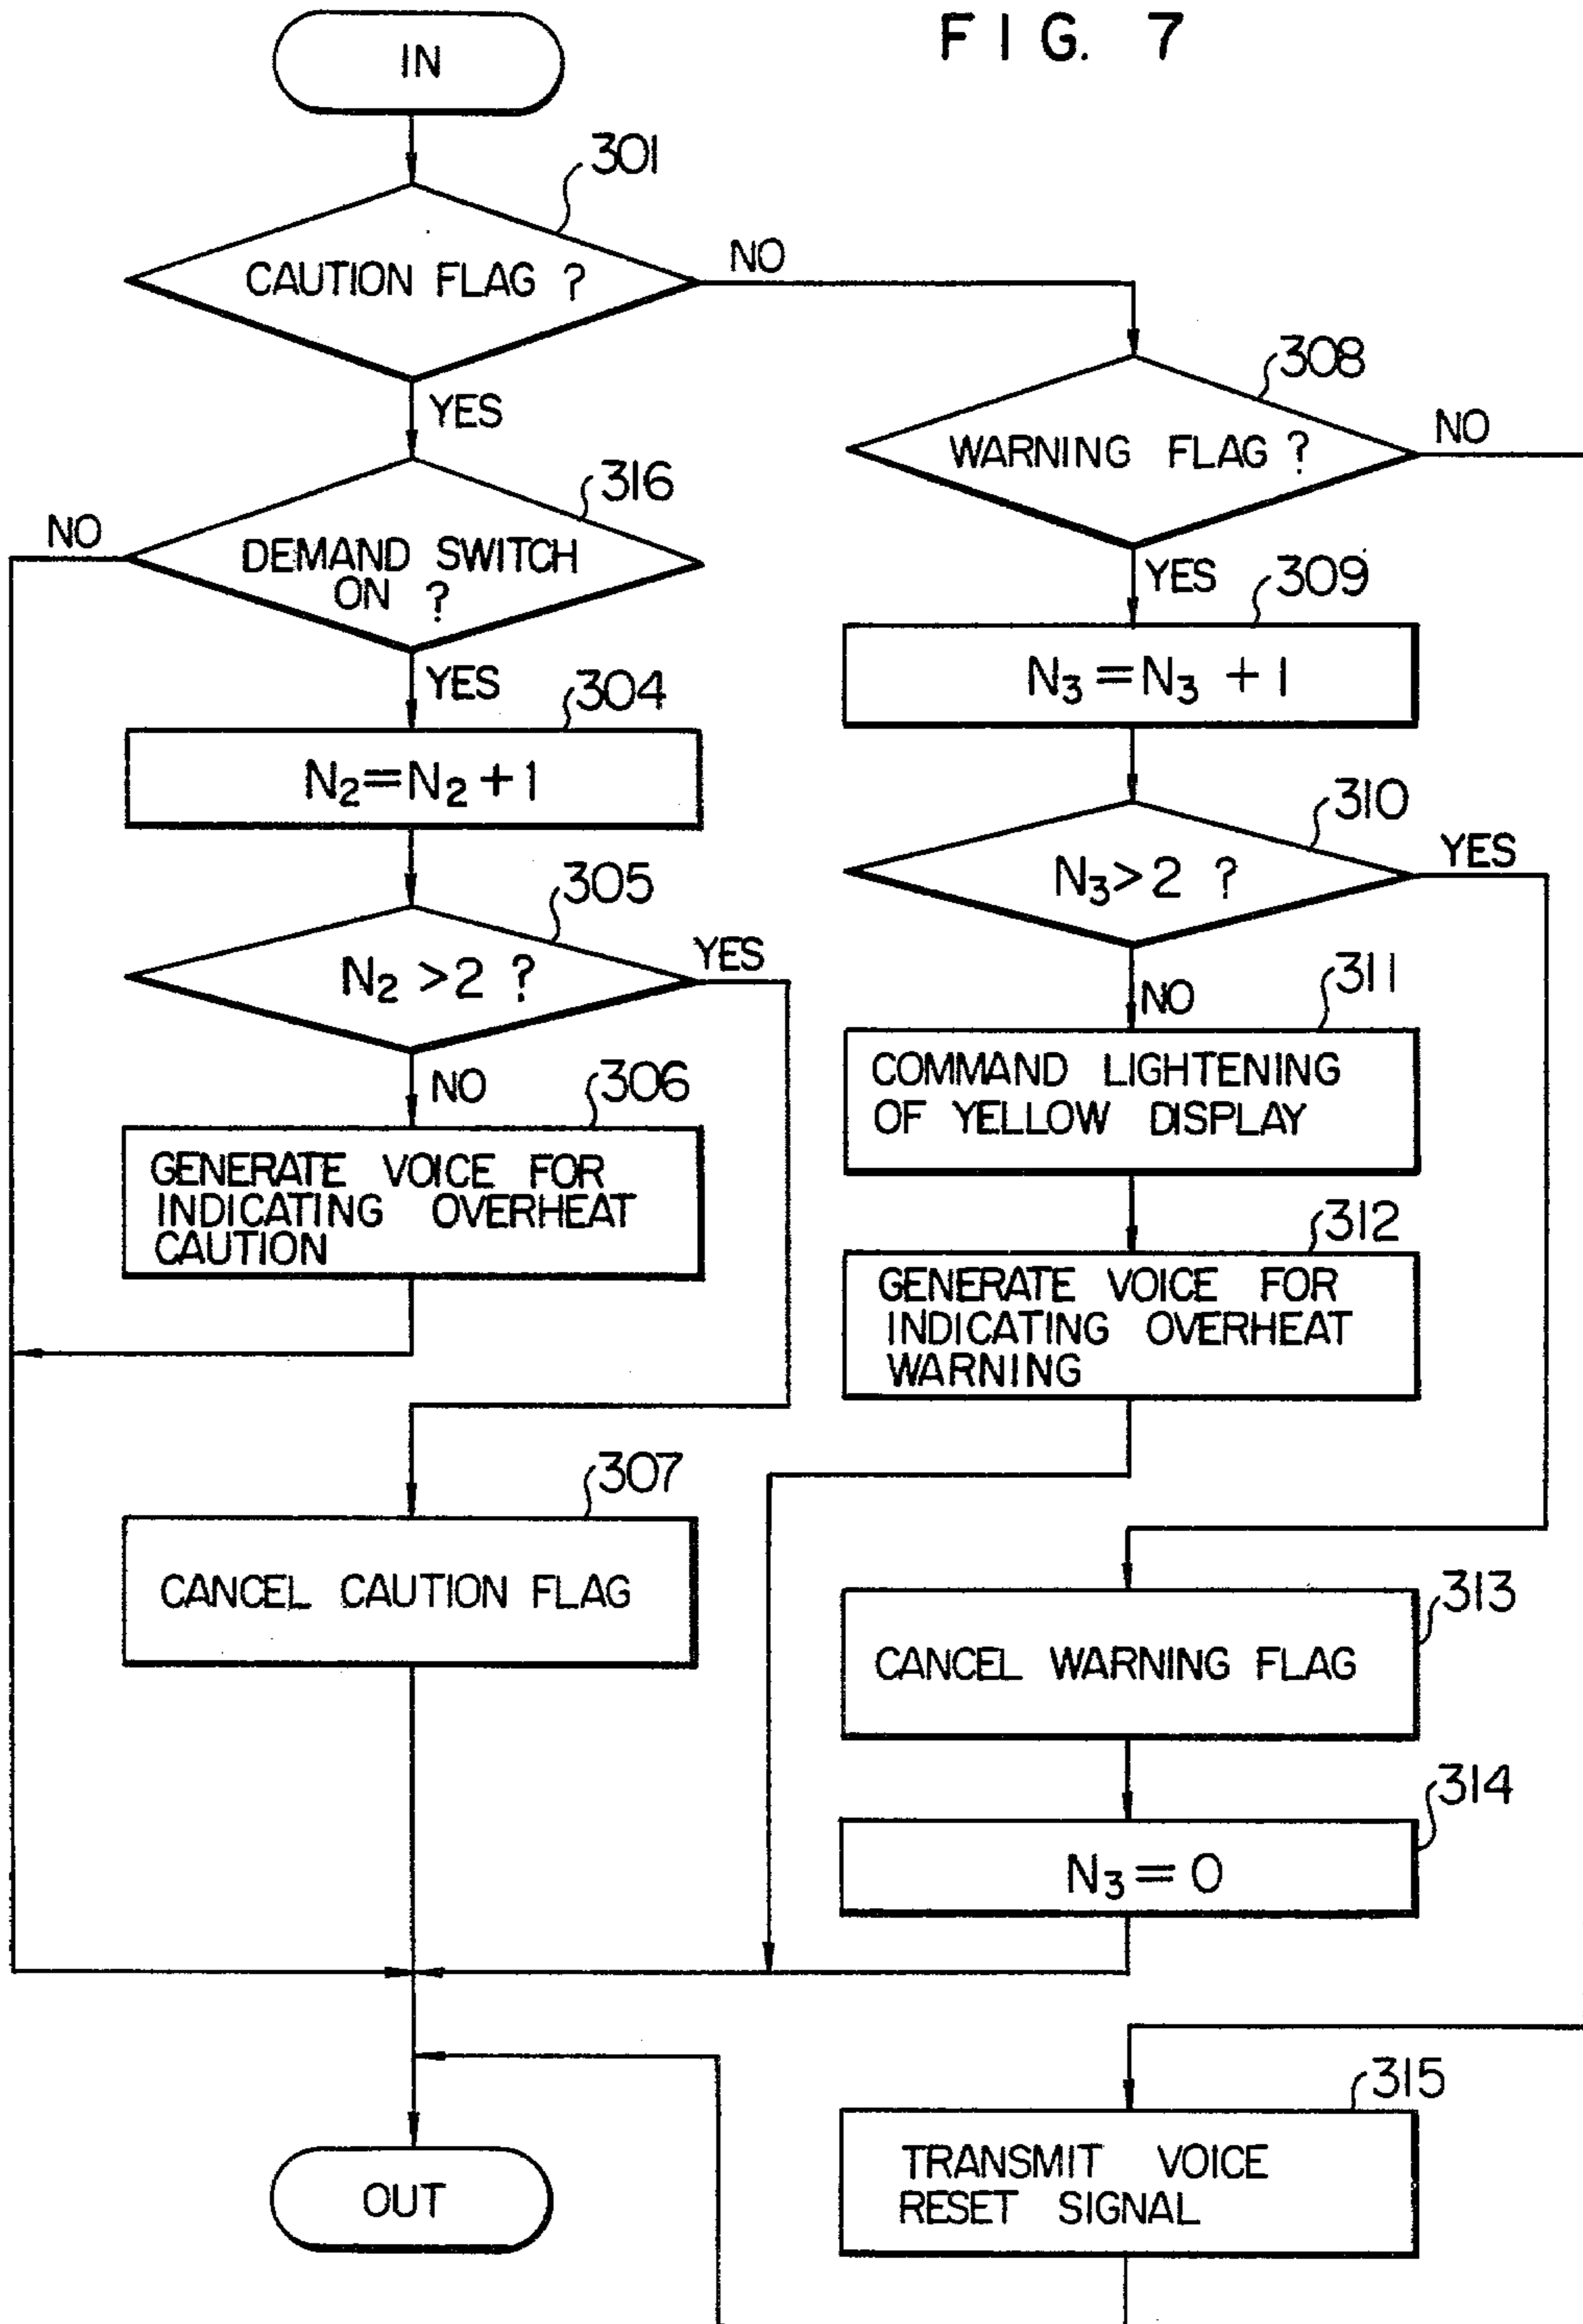 FIG. 7
IN
301
CAUTION FLAG ?
NO
YES
316
DEMAND SWITCH
ON ?
NO
YES
304
N2=N2+1
305
N2 >2 ?
YES
NO
306
GENERATE VOICE FOR
INDICATING OVERHEAT
CAUTION
307
CANCEL CAUTION FLAG
OUT
308
WARNING FLAG ?
NO
YES
309
N3=N3 +1
310
N3>2 ?
YES
NO
311
COMMAND LIGHTENING
OF YELLOW DISPLAY
312
GENERATE VOICE FOR
INDICATING OVERHEAT
WARNING
313
CANCEL WARNING FLAG
314
N3= 0
315
TRANSMIT VOICE
RESET SIGNAL